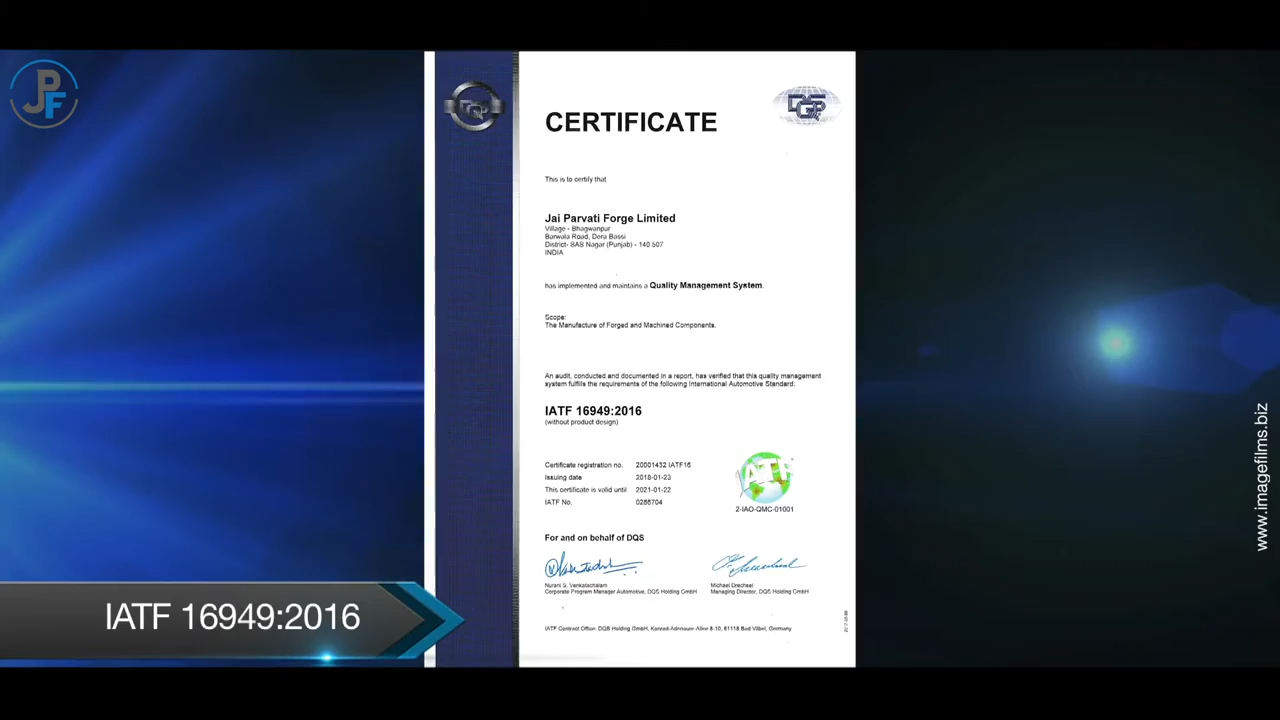 JPF
DQS
CERTIFICATE
This is to certify that
Jai Parvati Forge Limited
Village - Bhagwanpur
Barwala Road, Dera Bassi
District- SAS Nagar (Punjab) - 140 507
INDIA
has implemented and maintains a Quality Management System.
Scope:
The Manufacture of Forged and Machined Components.
An audit, conducted and documented in a report, has verified that this quality management
system fulfills the requirements of the following International Automotive Standard:
IATF 16949:2016
(without product design)
Certificate registration no. 20001432 IATF16
Issuing date 2018-01-23
This certificate is valid until 2021-01-22
IATF No. 0286704
IATF
2-IAO-QMC-01001
For and on behalf of DQS
Nurani S. Venkatachalam
Corporate Program Manager Automotive, DQS Holding GmbH
Michael Drechsel
Managing Director, DQS Holding GmbH
IATF Contract Office: DQS Holding GmbH, Konrad-Adenauer-Allee 8-10, 61118 Bad Vilbel, Germany
IATF 16949:2016
www.imagefilms.biz